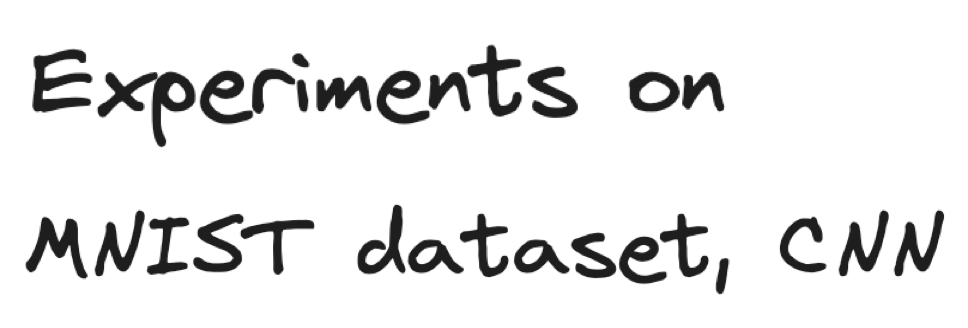 Experiments on
MNIST dataset, CNN